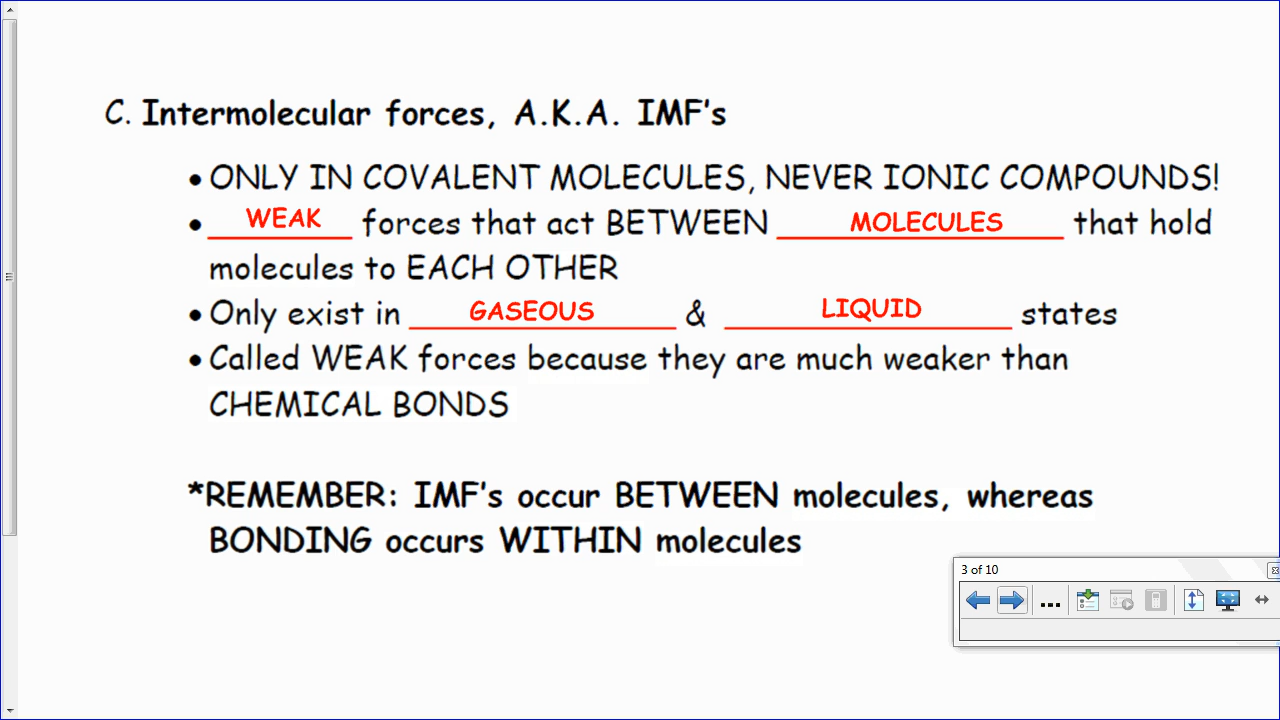 C. Intermolecular forces, A.K.A. IMF's
• ONLY IN COVALENT MOLECULES, NEVER IONIC COMPOUNDS!
• WEAK forces that act BETWEEN MOLECULES that hold
molecules to EACH OTHER
• Only exist in GASEOUS & LIQUID states
• Called WEAK forces because they are much weaker than
CHEMICAL BONDS
*REMEMBER: IMF's occur BETWEEN molecules, whereas
BONDING occurs WITHIN molecules
3 of 10